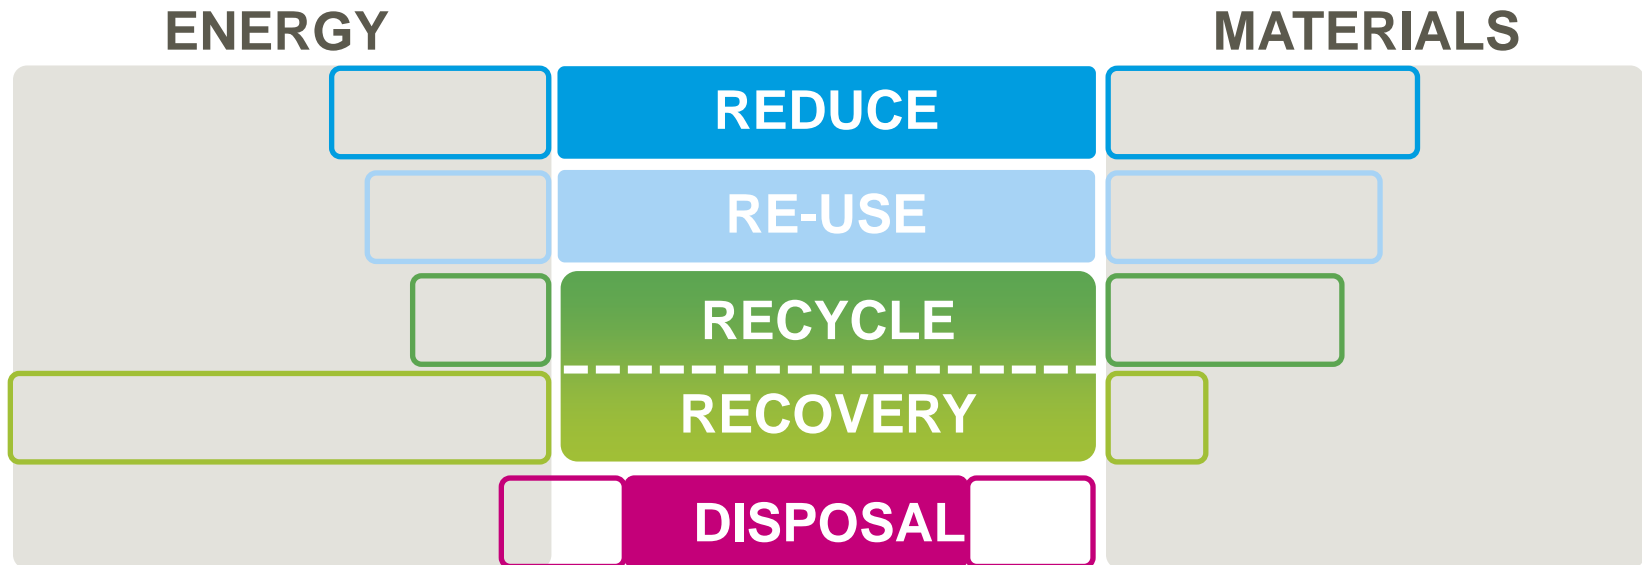 ENERGY
MATERIALS
REDUCE
RE-USE
RECYCLE
RECOVERY
DISPOSAL